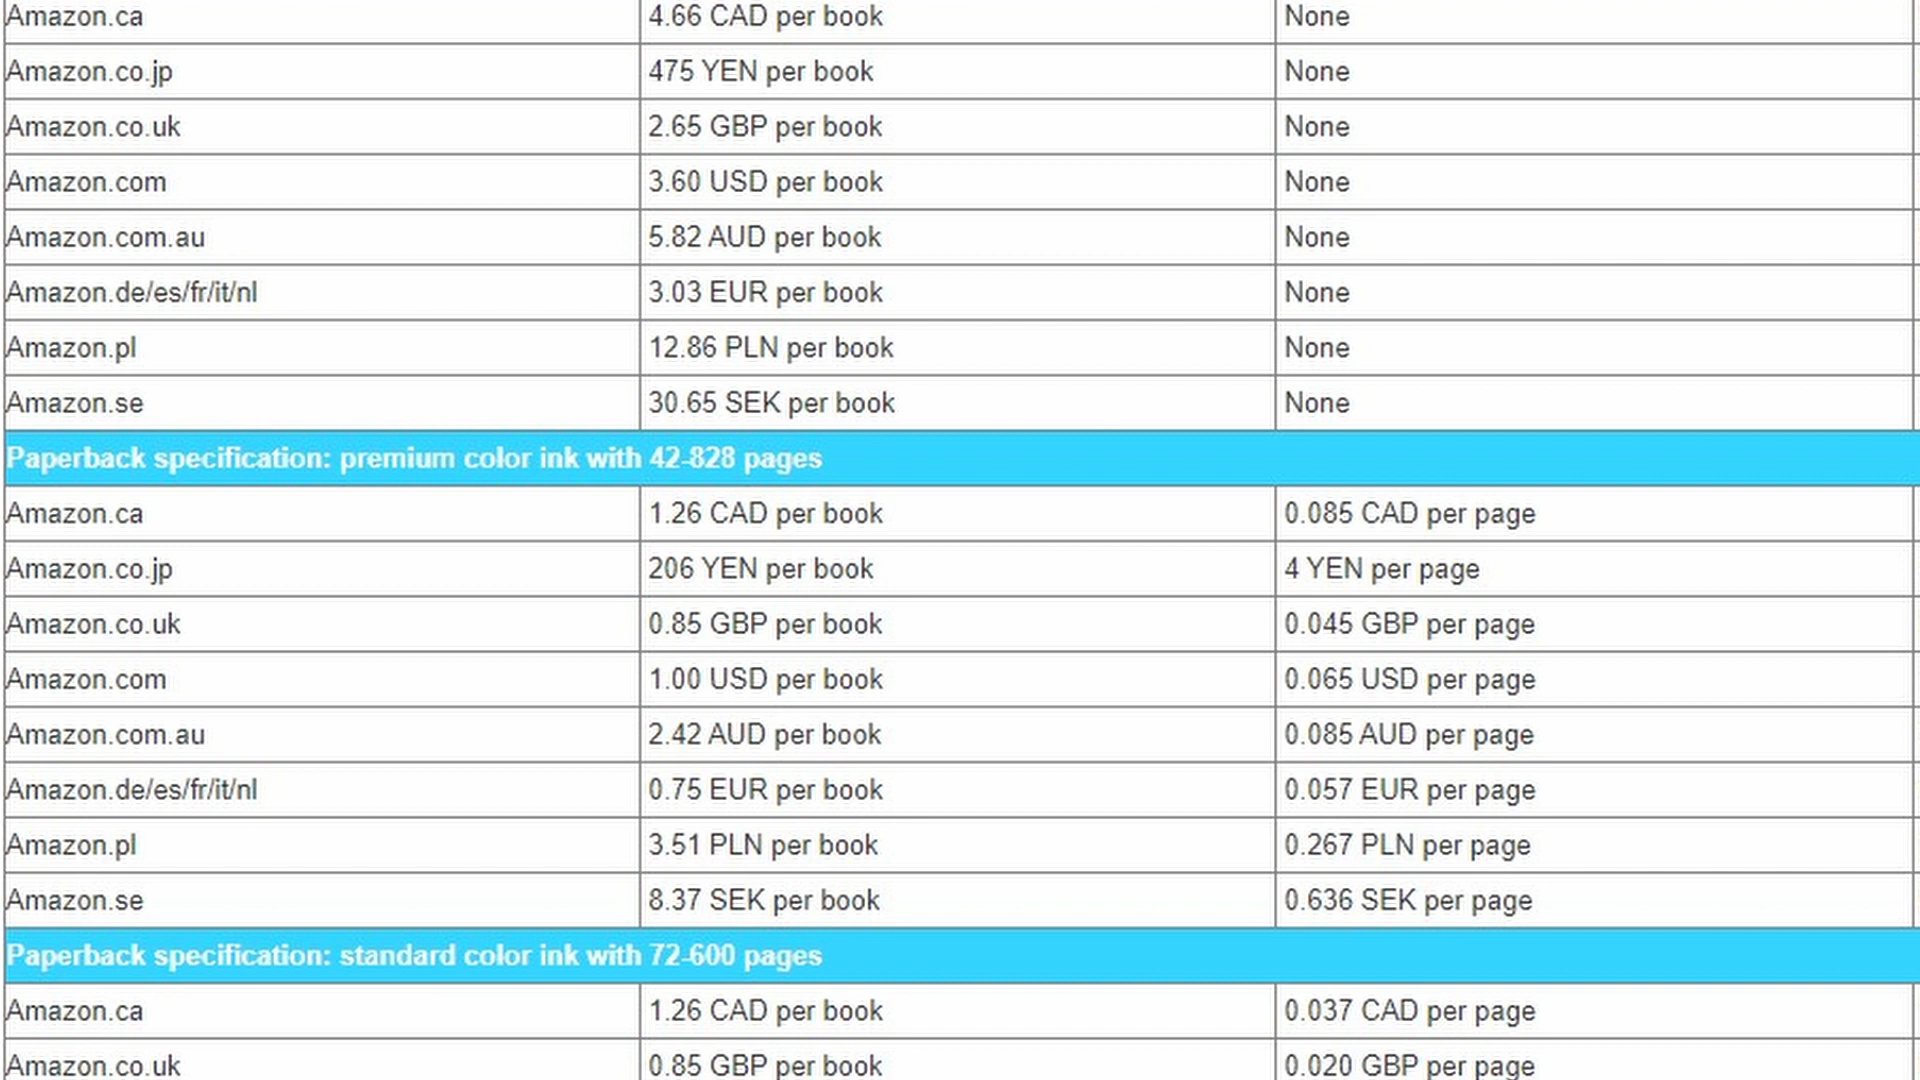 Amazon.ca 4.66 CAD per book None
Amazon.co.jp 475 YEN per book None
Amazon.co.uk 2.65 GBP per book None
Amazon.com 3.60 USD per book None
Amazon.com.au 5.82 AUD per book None
Amazon.de/es/fr/it/nl 3.03 EUR per book None
Amazon.pl 12.86 PLN per book None
Amazon.se 30.65 SEK per book None
Paperback specification: premium color ink with 42-828 pages
Amazon.ca 1.26 CAD per book 0.085 CAD per page
Amazon.co.jp 206 YEN per book 4 YEN per page
Amazon.co.uk 0.85 GBP per book 0.045 GBP per page
Amazon.com 1.00 USD per book 0.065 USD per page
Amazon.com.au 2.42 AUD per book 0.085 AUD per page
Amazon.de/es/fr/it/nl 0.75 EUR per book 0.057 EUR per page
Amazon.pl 3.51 PLN per book 0.267 PLN per page
Amazon.se 8.37 SEK per book 0.636 SEK per page
Paperback specification: standard color ink with 72-600 pages
Amazon.ca 1.26 CAD per book 0.037 CAD per page
Amazon.co.uk 0.85 GBP per book 0.020 GBP per page